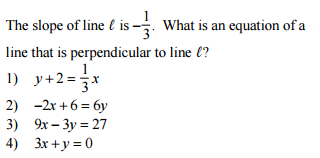 The slope of line ℓ is −1/3. What is an equation of a
line that is perpendicular to line ℓ?
1) y + 2 = 1/3 x
2) −2x + 6 = 6y
3) 9x − 3y = 27
4) 3x + y = 0